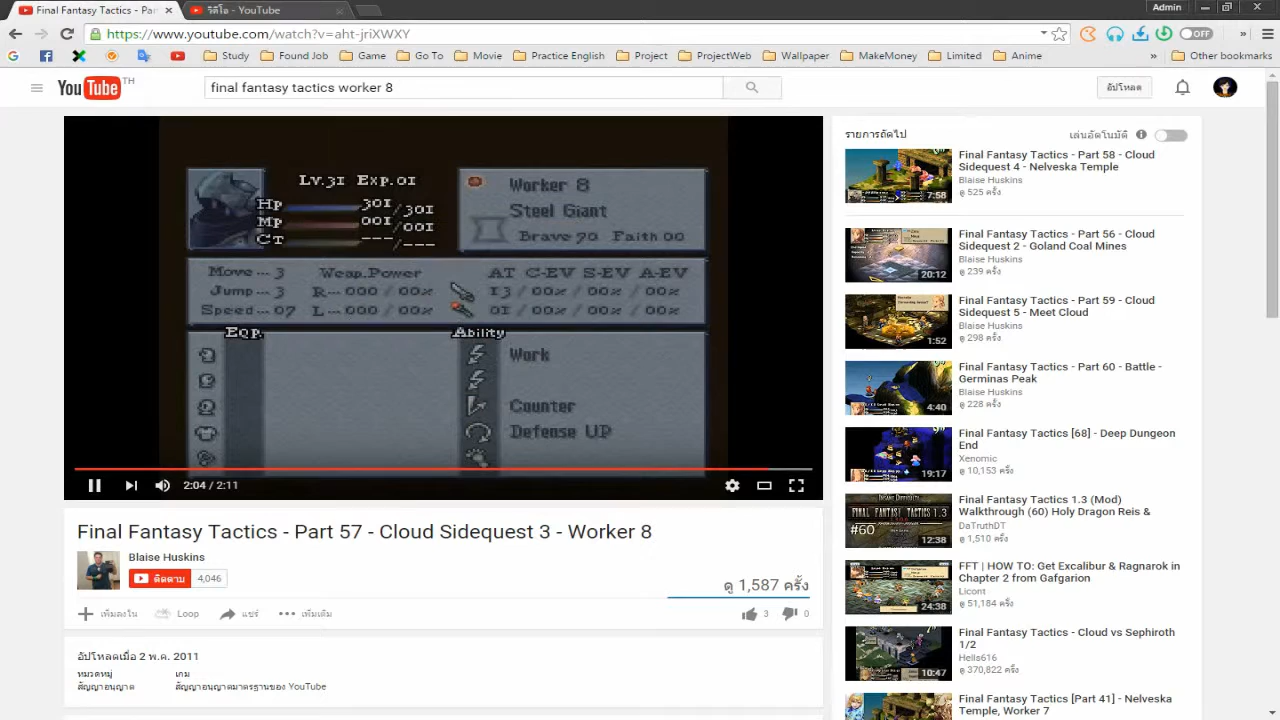 Final Fantasy Tactics - Par
วิดีโอ - YouTube
Admin
https://www.youtube.com/watch?v=aht-jriXWXY
OFF
Study
Found Job
Game
Go To
Movie
Practice English
Project
ProjectWeb
Wallpaper
MakeMoney
Limited
Anime
Other bookmarks
YouTube TH
final fantasy tactics worker 8
อัปโหลด
Exp.01
Hp 301/301
Mp 001/001
CT ---/---
Worker 8
Steel Giant
Brave 70 Faith 00
Move... 3 Weap.Power AT C-EV S-EV A-EV
Jump... 3 R--- 000 / 00% 13 / 00% / 00% / 00%
Speed... 07 L--- 000 / 00% 01 / 00% / 00% / 00%
Eqp. Ability
Work
Counter
Defense UP
2:04 / 2:11
Final Fantasy Tactics - Part 57 - Cloud Sidequest 3 - Worker 8
Blaise Huskins
ติดตาม
ดู 1,587 ครั้ง
เพิ่มลงใน
Loop
แชร์
เพิ่มเติม
3
0
อัปโหลดเมื่อ 2 พ.ค. 2011
หมวดหมู่ เกม
สัญญาอนุญาต สัญญาอนุญาตมาตรฐานของ YouTube
รายการถัดไป
เล่นอัตโนมัติ
Final Fantasy Tactics - Part 58 - Cloud
Sidequest 4 - Nelveska Temple
Blaise Huskins
ดู 525 ครั้ง
7:58
Final Fantasy Tactics - Part 56 - Cloud
Sidequest 2 - Goland Coal Mines
Blaise Huskins
ดู 239 ครั้ง
20:12
Final Fantasy Tactics - Part 59 - Cloud
Sidequest 5 - Meet Cloud
Blaise Huskins
ดู 298 ครั้ง
1:52
Final Fantasy Tactics - Part 60 - Battle -
Germinas Peak
Blaise Huskins
ดู 228 ครั้ง
4:40
Final Fantasy Tactics [68] - Deep Dungeon
End
Xenomic
ดู 10,153 ครั้ง
19:17
Final Fantasy Tactics 1.3 (Mod)
Walkthrough (60) Holy Dragon Reis &
DaTruthDT
ดู 1,510 ครั้ง
FINAL FANTASY TACTICS 1.3
#60
12:38
FFT | HOW TO: Get Excalibur & Ragnarok in
Chapter 2 from Gafgarion
Licont
ดู 51,184 ครั้ง
24:38
Final Fantasy Tactics - Cloud vs Sephiroth
1/2
Hells616
ดู 370,822 ครั้ง
10:47
Final Fantasy Tactics [Part 41] - Nelveska
Temple, Worker 7